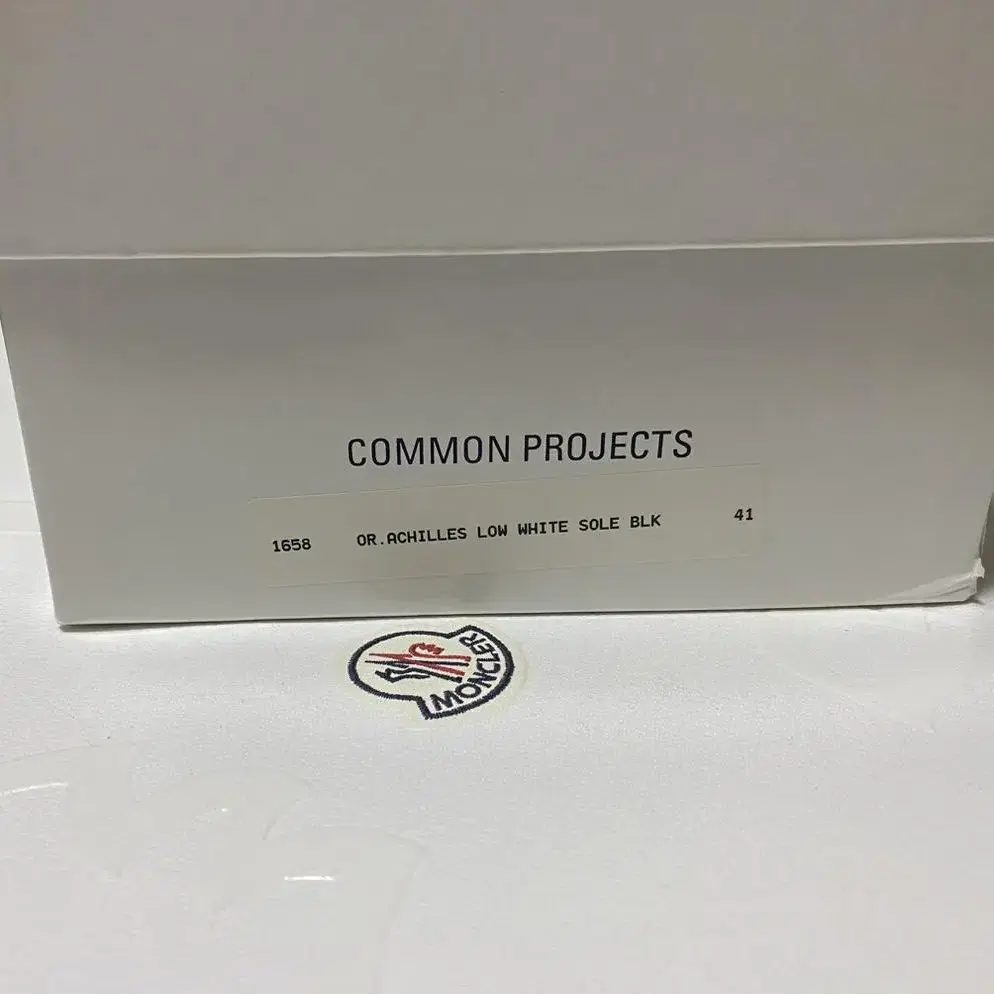 COMMON PROJECTS
1658 OR.ACHILLES LOW WHITE SOLE BLK 41
MONCLER